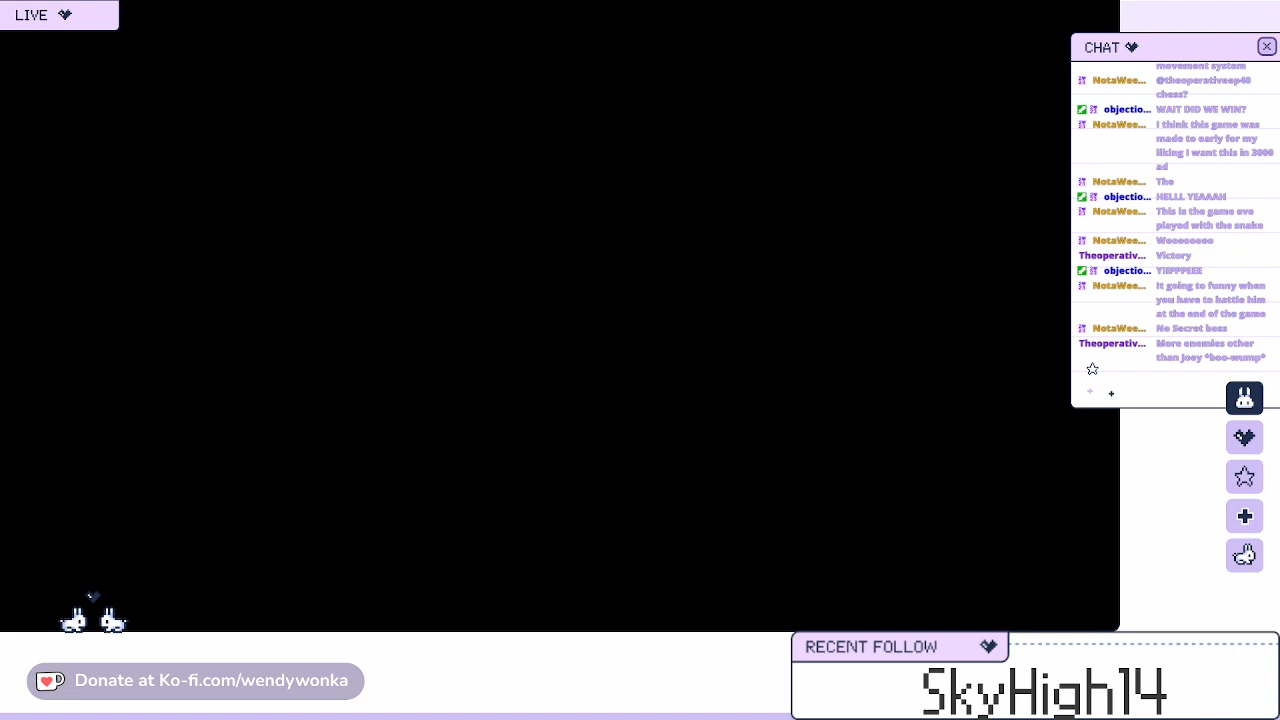 LIVE
CHAT
movement system
NotaWee... @theoperativeop40
chess?
objectio... WAIT DID WE WIN?
NotaWee... I think this game was
made to early for my
liking I want this in 3000
ad
NotaWee... The
objectio... HELLL YEAAAH
NotaWee... This is the game eve
played with the snake
NotaWee... Woooooooo
Theoperativ... Victory
objectio... YIIPPPEEE
NotaWee... It going to funny when
you have to battle him
at the end of the game
NotaWee... No Secret boss
Theoperativ... More enemies other
than joey *boo-wump*
RECENT FOLLOW
SkyHigh14
Donate at Ko-fi.com/wendywonka